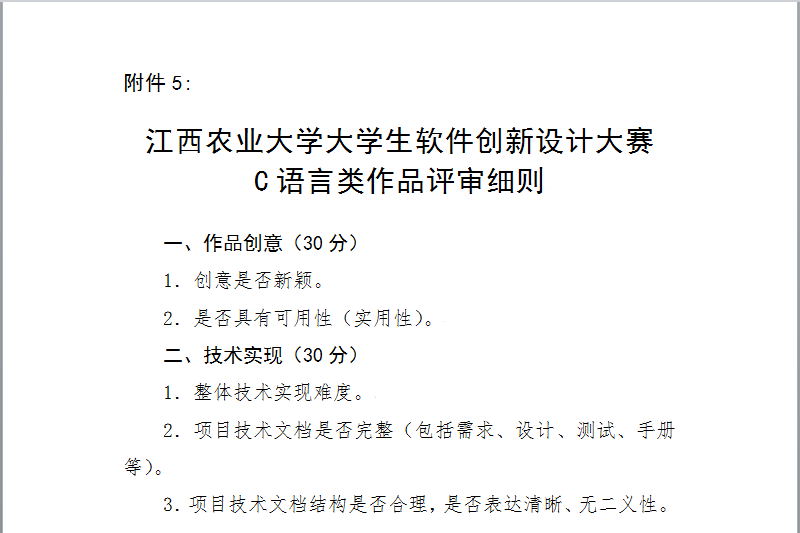 附件 5：
江西农业大学大学生软件创新设计大赛
C 语言类作品评审细则
一、作品创意（30 分）
1. 创意是否新颖。
2. 是否具有可用性（实用性）。
二、技术实现（30 分）
1. 整体技术实现难度。
2. 项目技术文档是否完整（包括需求、设计、测试、手册
等）。
3. 项目技术文档结构是否合理，是否表达清晰、无二义性。